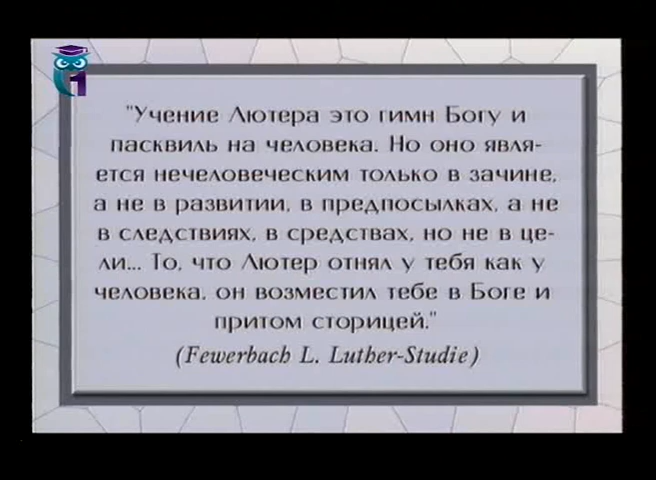 1
"Учение Лютера это гимн Богу и
пасквиль на человека. Но оно явля-
ется нечеловеческим только в зачине,
а не в развитии, в предпосылках, а не
в следствиях, в средствах, но не в це-
ли... То, что Лютер отнял у тебя как у
человека, он возместил тебе в Боге и
притом сторицей."
(Fewerbach L. Luther-Studie)